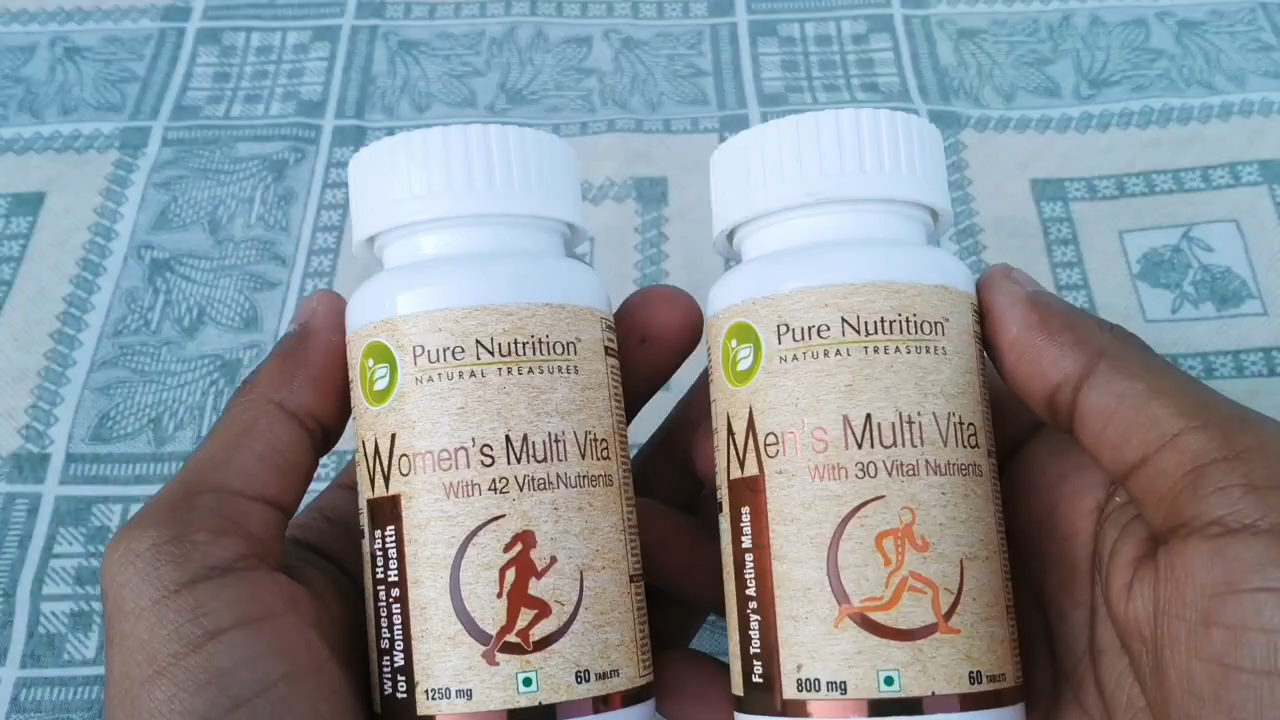 Pure Nutrition™
NATURAL TREASURES
Women's Multi Vita
With 42 Vital Nutrients
With Special Herbs
for Women's Health
1250 mg
60 TABLETS
Pure Nutrition™
NATURAL TREASURES
Men's Multi Vita
With 30 Vital Nutrients
For Today's Active Males
800 mg
60 TABLETS